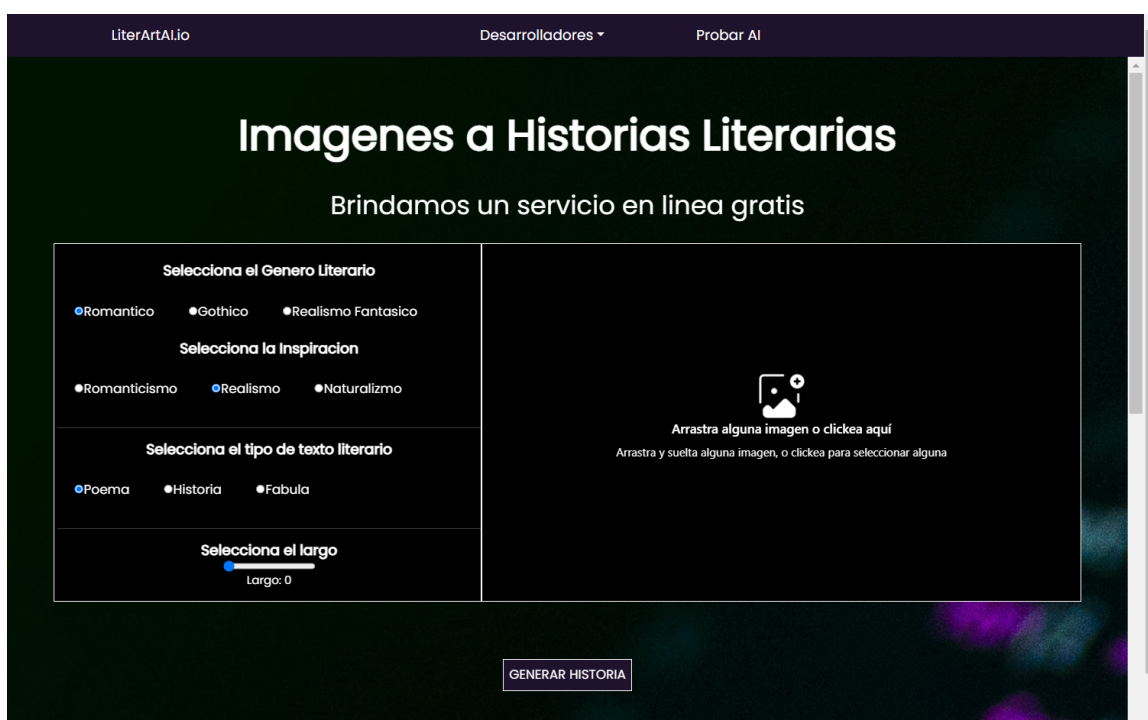 LiterArtAI.io Desarrolladores Probar AI
Imagenes a Historias Literarias
Brindamos un servicio en linea gratis
Selecciona el Genero Literario
Romantico Gothico Realismo Fantasico
Selecciona la Inspiracion
Romanticismo Realismo Naturalizmo
Selecciona el tipo de texto literario
Poema Historia Fabula
Selecciona el largo
Largo: 0
Arrastra alguna imagen o clickea aquí
Arrastra y suelta alguna imagen, o clickea para seleccionar alguna
GENERAR HISTORIA